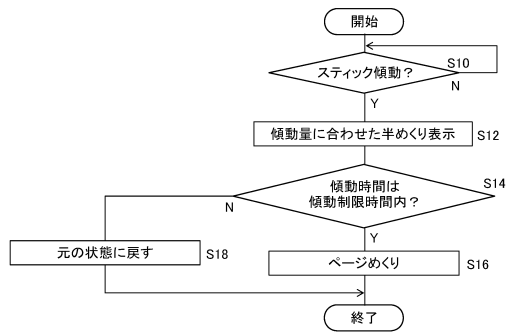 開始
スティック傾動？
S10
N
Y
傾動量に合わせた半めくり表示
S12
傾動時間は
傾動制限時間内？
S14
N
Y
元の状態に戻す
S18
ページめくり
S16
終了